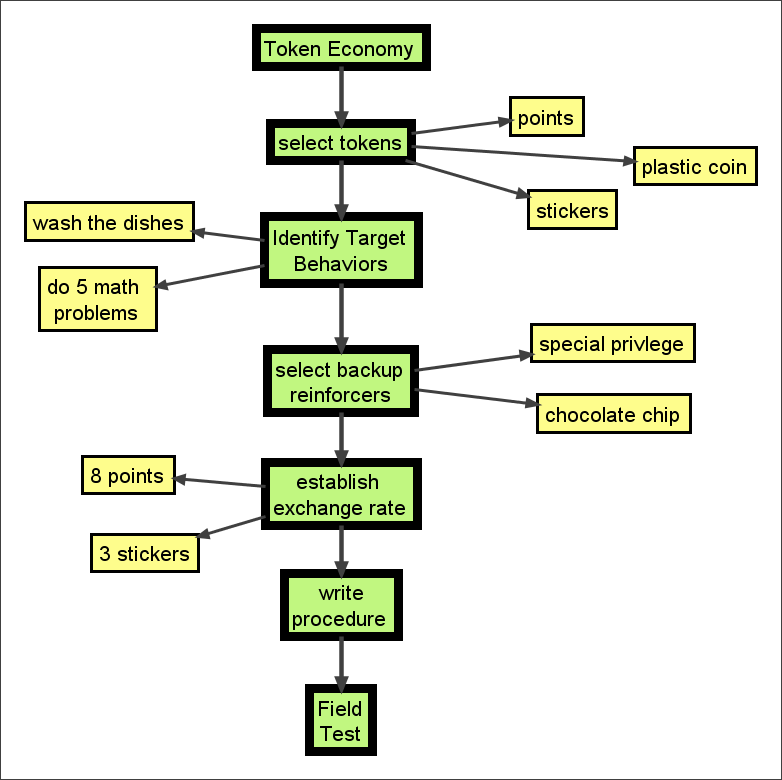 Token Economy
select tokens
points
plastic coin
stickers
Identify Target
Behaviors
wash the dishes
do 5 math
problems
select backup
reinforcers
special privlege
chocolate chip
establish
exchange rate
8 points
3 stickers
write
procedure
Field
Test